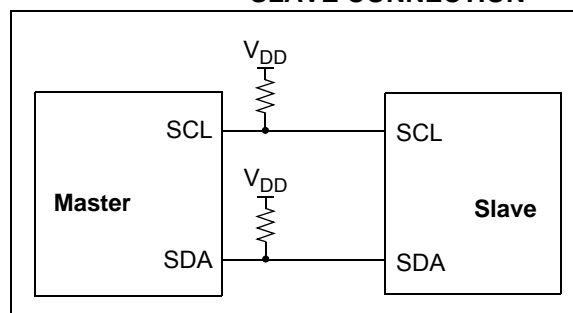 SLAVE CONNECTION
VDD
SCL
SCL
VDD
Master
Slave
SDA
SDA